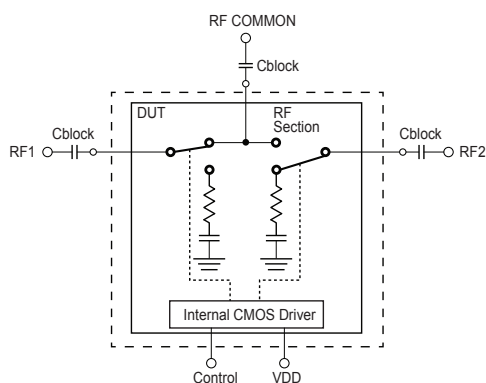 RF COMMON
Cblock
DUT
RF
Section
Cblock
Cblock
RF1
RF2
Internal CMOS Driver
Control
VDD